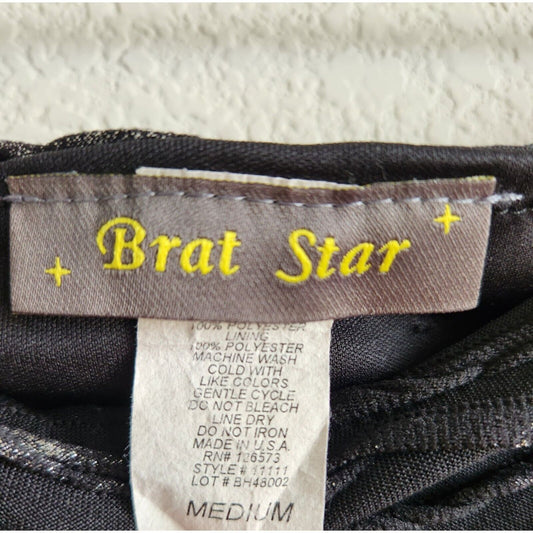 Brat Star
100% POLYESTER
LINING
100% POLYESTER
MACHINE WASH
COLD WITH
LIKE COLORS
GENTLE CYCLE
DO NOT BLEACH
LINE DRY
DO NOT IRON
MADE IN U.S.A.
RN# 126573
STYLE # 11111
LOT # BH48002
MEDIUM